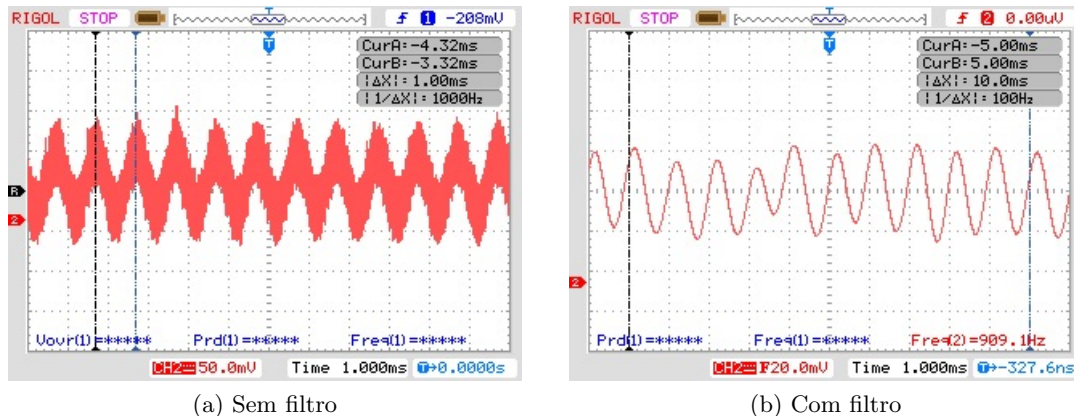 RIGOL STOP 1 -208mV
CurA=-4.32ms
CurB=-3.32ms
|ΔX|=1.00ms
|1/ΔX|=1000Hz
R
2
Vovr(1)=***** Prd(1)=***** Freq(1)=*****
CH2 50.0mV Time 1.000ms T→0.0000s
(a) Sem filtro
RIGOL STOP 2 0.00uV
CurA=-5.00ms
CurB=5.00ms
|ΔX|=10.0ms
|1/ΔX|=100Hz
2
Prd(1)=***** Freq(1)=***** Freq(2)=909.1Hz
CH2 F20.0mV Time 1.000ms T→-327.6ns
(b) Com filtro